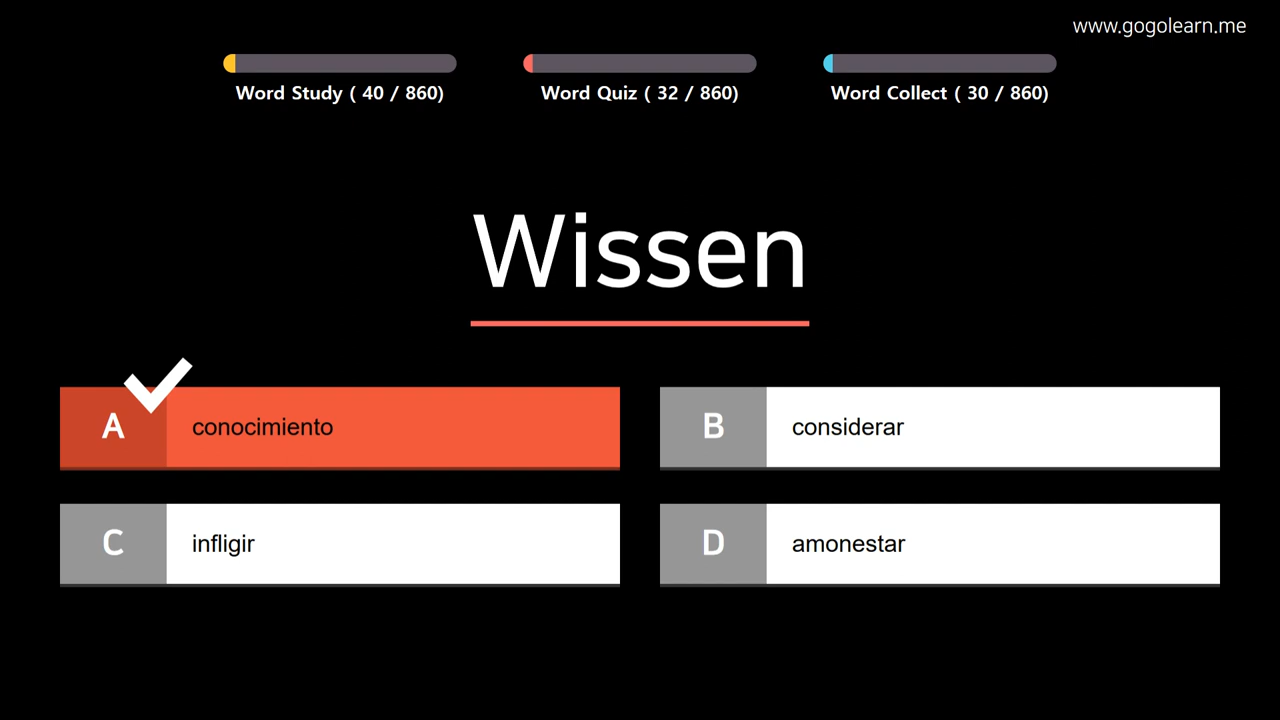 www.gogolearn.me
Word Study ( 40 / 860)
Word Quiz ( 32 / 860)
Word Collect ( 30 / 860)
Wissen
A conocimiento
B considerar
C infligir
D amonestar